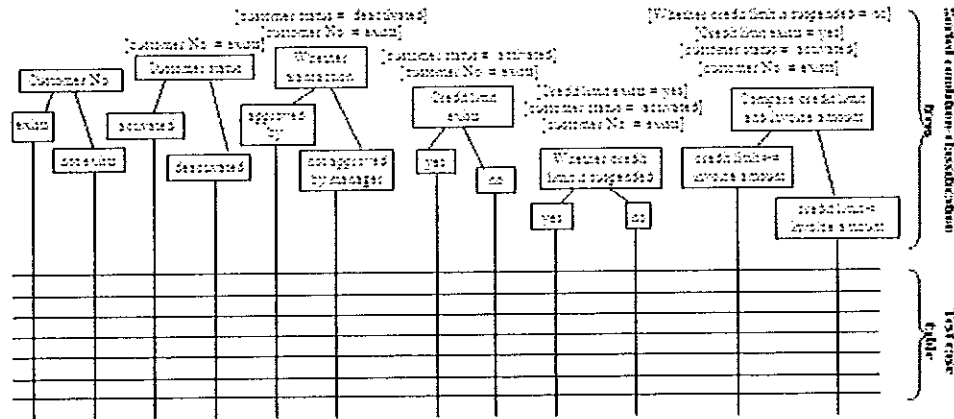 [customer status = deactivated]
[customer No. = exists]
[customer No. = exists]
[Whether credit limit is suspended = no]
[Credit limit exists = yes]
[customer status = activated]
[customer No. = exists]
[customer status = activated]
[customer No. = exists]
[Credit limit exists = yes]
[customer status = activated]
[customer No. = exists]
Customer No.
exists
not exists
Customer status
activated
deactivated
Whether
transaction
approved
by
not approved
by manager
Credit limit
exists
yes
no
Whether credit
limit is suspended
yes
no
Compare credit limit
and invoice amount
credit limit
invoice amount
credit limit
invoice amount
trees
Test case
table